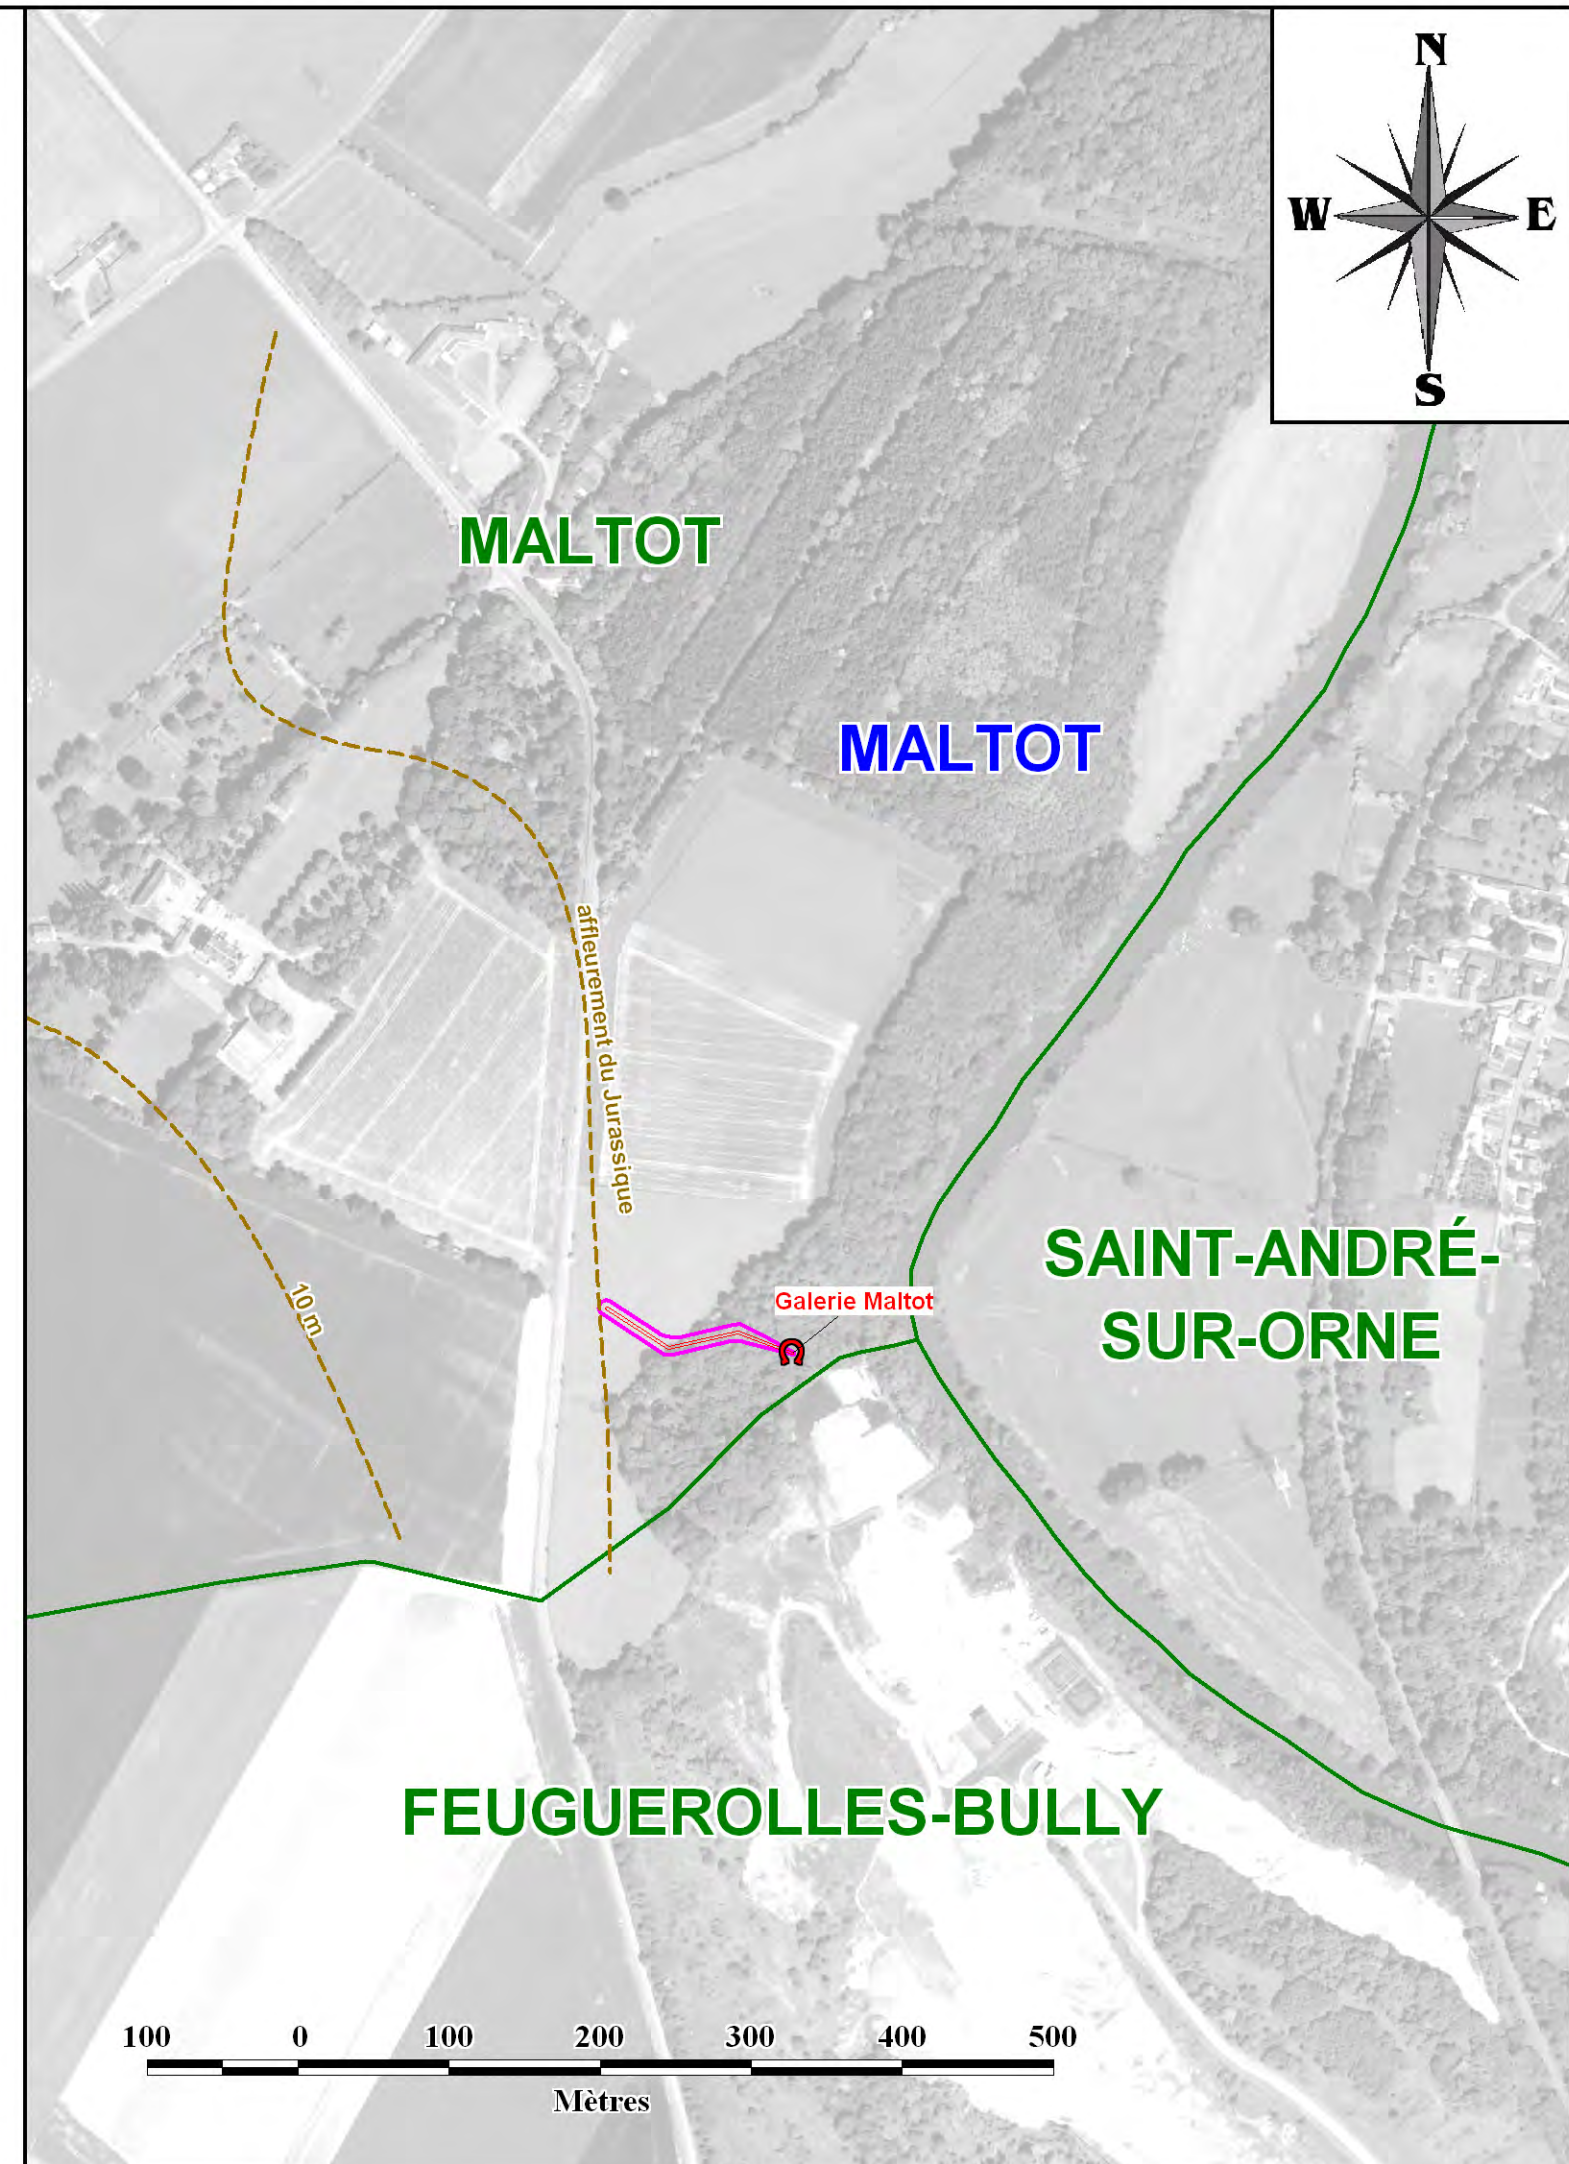 N
W E
S
MALTOT
MALTOT
affleurement du Jurassique
SAINT-ANDRÉ-
SUR-ORNE
Galerie Maltot
10 m
FEUGUEROLLES-BULLY
100 0 100 200 300 400 500
Mètres